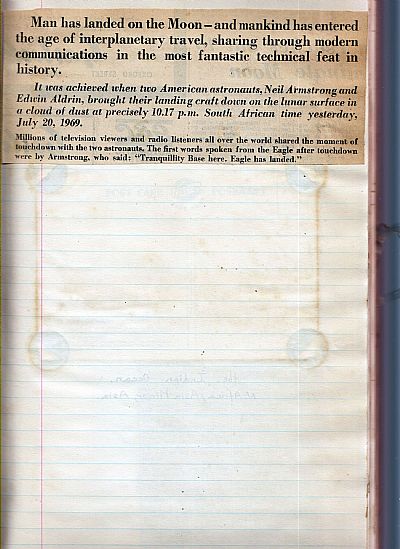 Man has landed on the Moon—and mankind has entered
the age of interplanetary travel, sharing through modern
communications in the most fantastic technical feat in
history.
It was achieved when two American astronauts, Neil Armstrong and
Edwin Aldrin, brought their landing craft down on the lunar surface in
a cloud of dust at precisely 10.17 p.m. South African time yesterday,
July 20, 1969.
Millions of television viewers and radio listeners all over the world shared the moment of
touchdown with the two astronauts. The first words spoken from the Eagle after touchdown
were by Armstrong, who said: "Tranquillity Base here. Eagle has landed."
the Indian Ocean